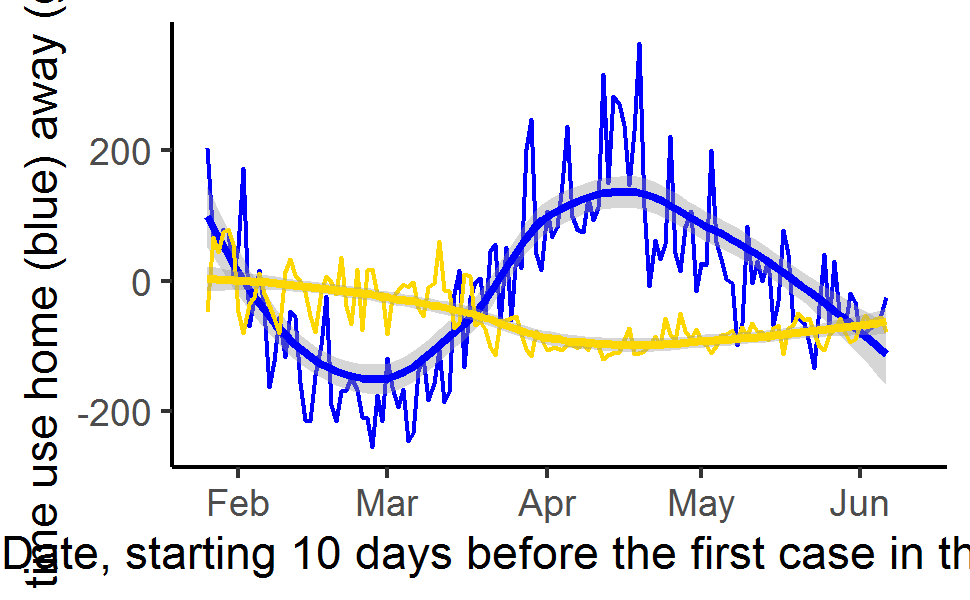 time use home (blue) away (
200
0
-200
Feb Mar Apr May Jun
Date, starting 10 days before the first case in th